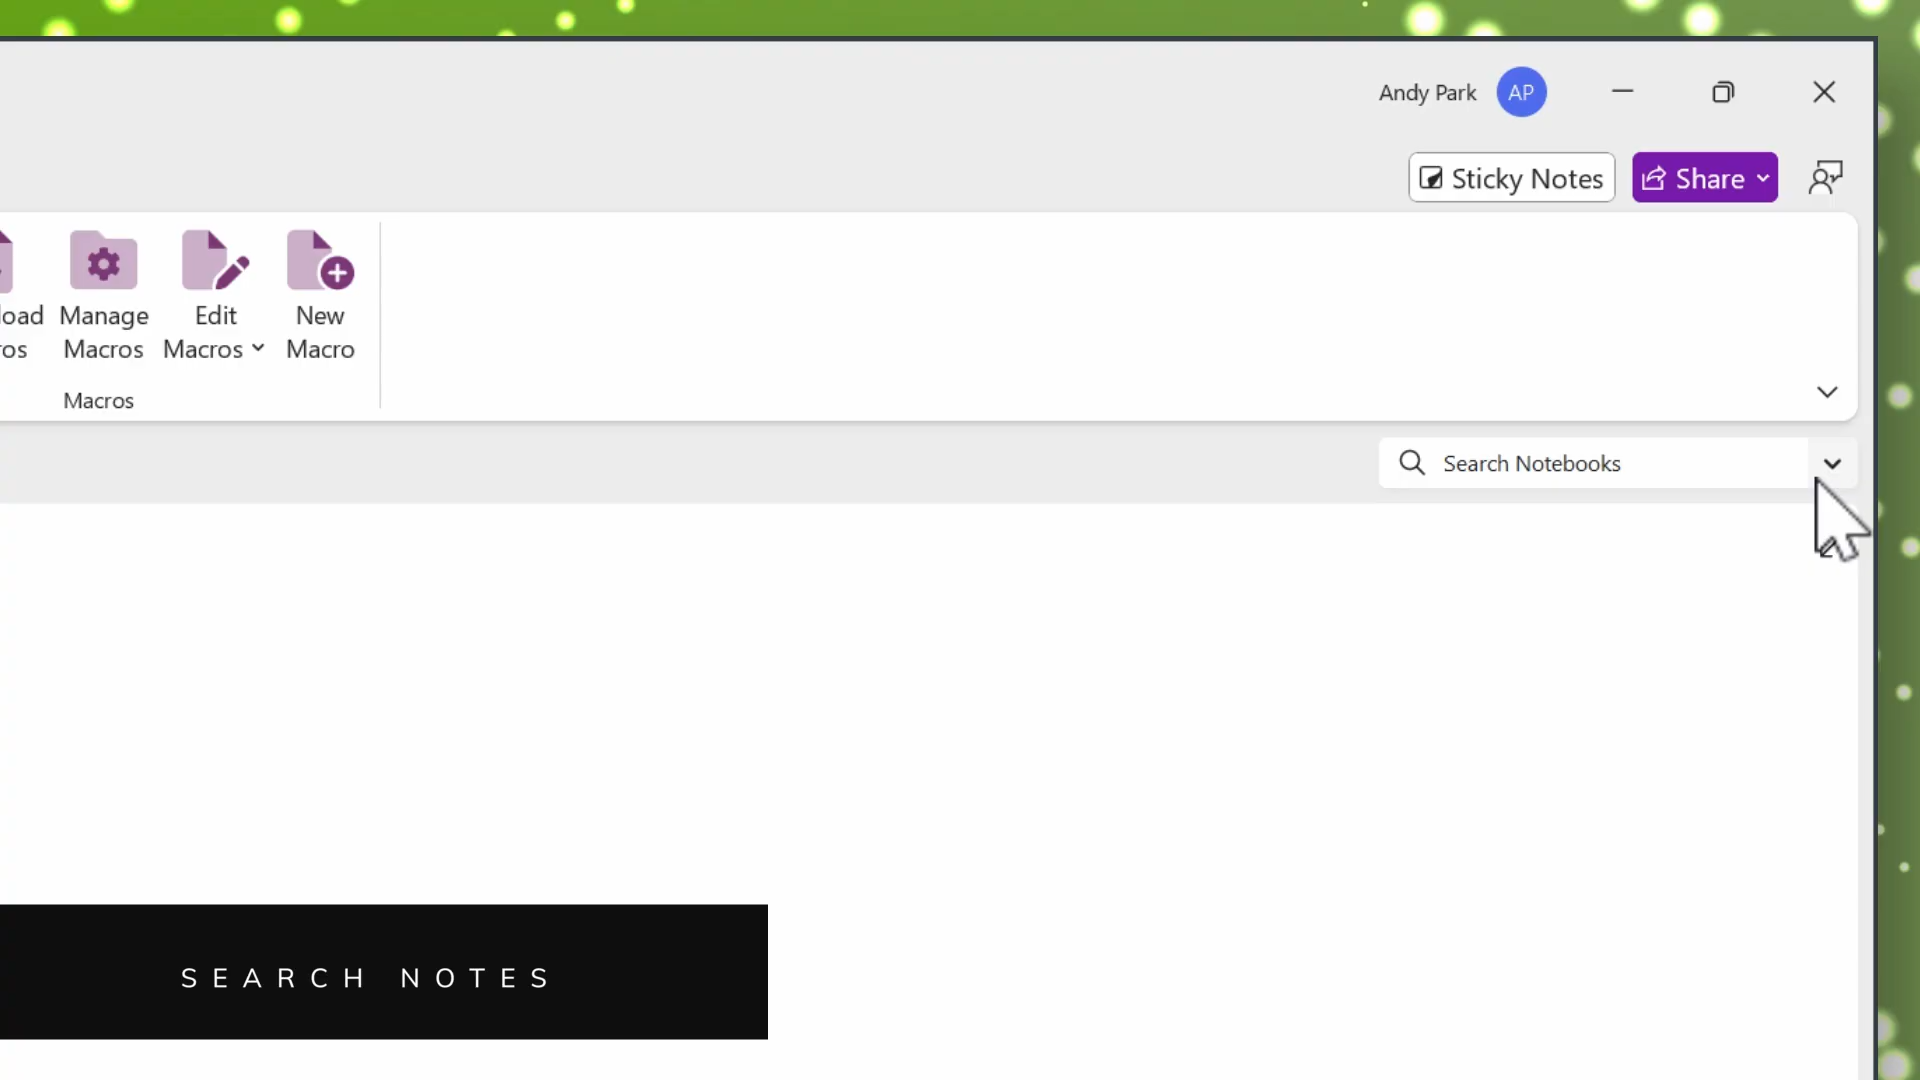 Andy Park AP
Sticky Notes Share
Manage Edit New
Macros Macros Macro
Macros
Search Notebooks
SEARCH NOTES